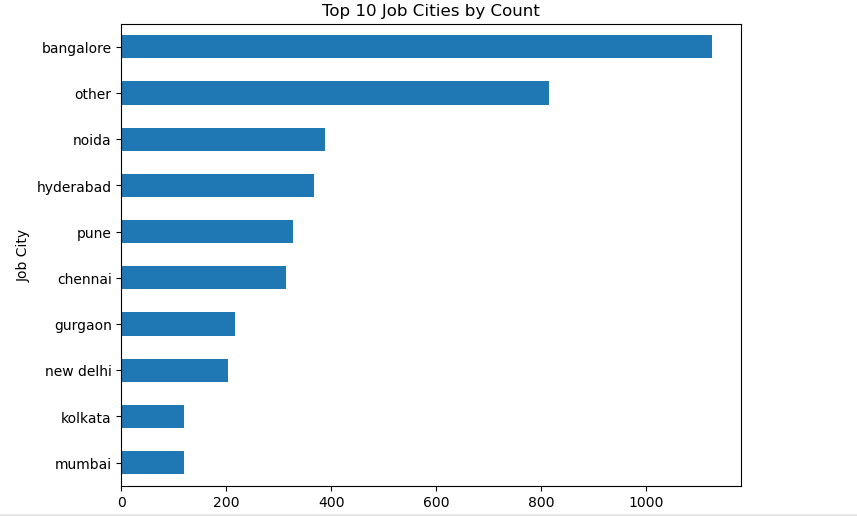 Top 10 Job Cities by Count
Job City
bangalore
other
noida
hyderabad
pune
chennai
gurgaon
new delhi
kolkata
mumbai
0 200 400 600 800 1000